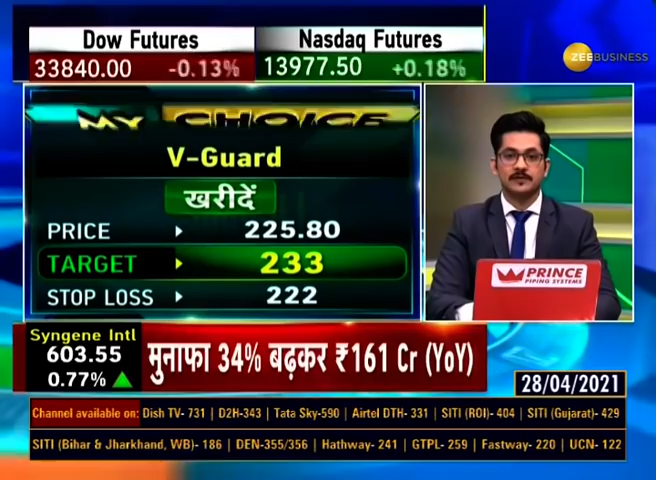 Dow Futures
33840.00 -0.13%
Nasdaq Futures
13977.50 +0.18%
ZEE BUSINESS
MY CHOICE
V-Guard
खरीदें
PRICE 225.80
TARGET 233
STOP LOSS 222
PRINCE
PIPING SYSTEMS
Syngene Intl
603.55
0.77%
मुनाफा 34% बढ़कर ₹161 Cr (YoY)
28/04/2021
Channel available on: Dish TV- 731 | D2H-343 | Tata Sky-590 | Airtel DTH- 331 | SITI (ROI)- 404 | SITI (Gujarat)- 429
SITI (Bihar & Jharkhand, WB)- 186 | DEN-355/356 | Hathway- 241 | GTPL- 259 | Fastway- 220 | UCN- 122